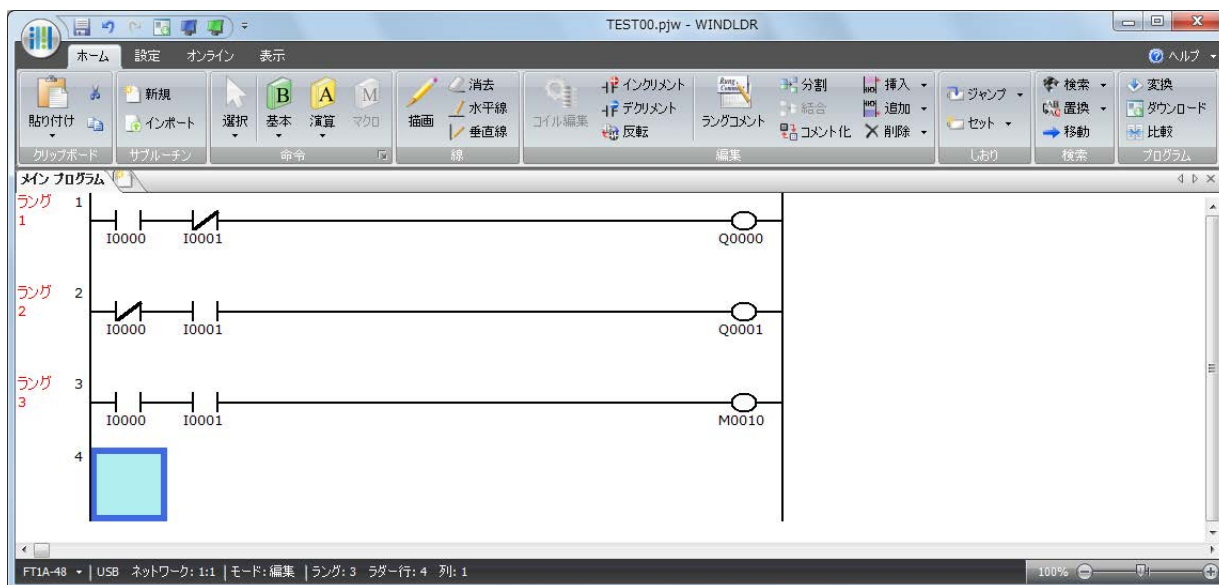 TEST00.pjw - WINDLDR
ホーム 設定 オンライン 表示 ヘルプ
貼り付け
クリップボード
新規
インポート
サブルーチン
選択 基本 演算 マクロ
B A M
命令
描画
消去
水平線
垂直線
線
コイル編集
インクリメント
デクリメント
反転
Rung Comment
ラングコメント
分割
結合
コメント化
挿入
追加
削除
編集
ジャンプ
セット
しおり
検索
置換
移動
検索
変換
ダウンロード
比較
プログラム
メイン プログラム
ラング 1
1
I0000 I0001 Q0000
ラング 2
2
I0000 I0001 Q0001
ラング 3
3
I0000 I0001 M0010
4
FT1A-48 | USB ネットワーク: 1:1 | モード: 編集 | ラング: 3 ラダー行: 4 列: 1 100%